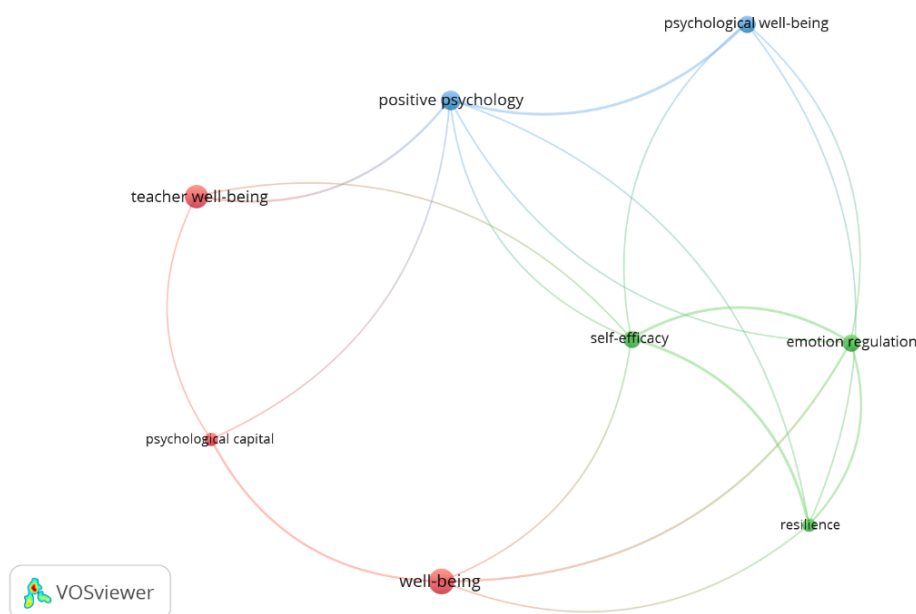 psychological well-being
positive psychology
teacher well-being
self-efficacy
emotion regulation
psychological capital
resilience
well-being
VOSviewer